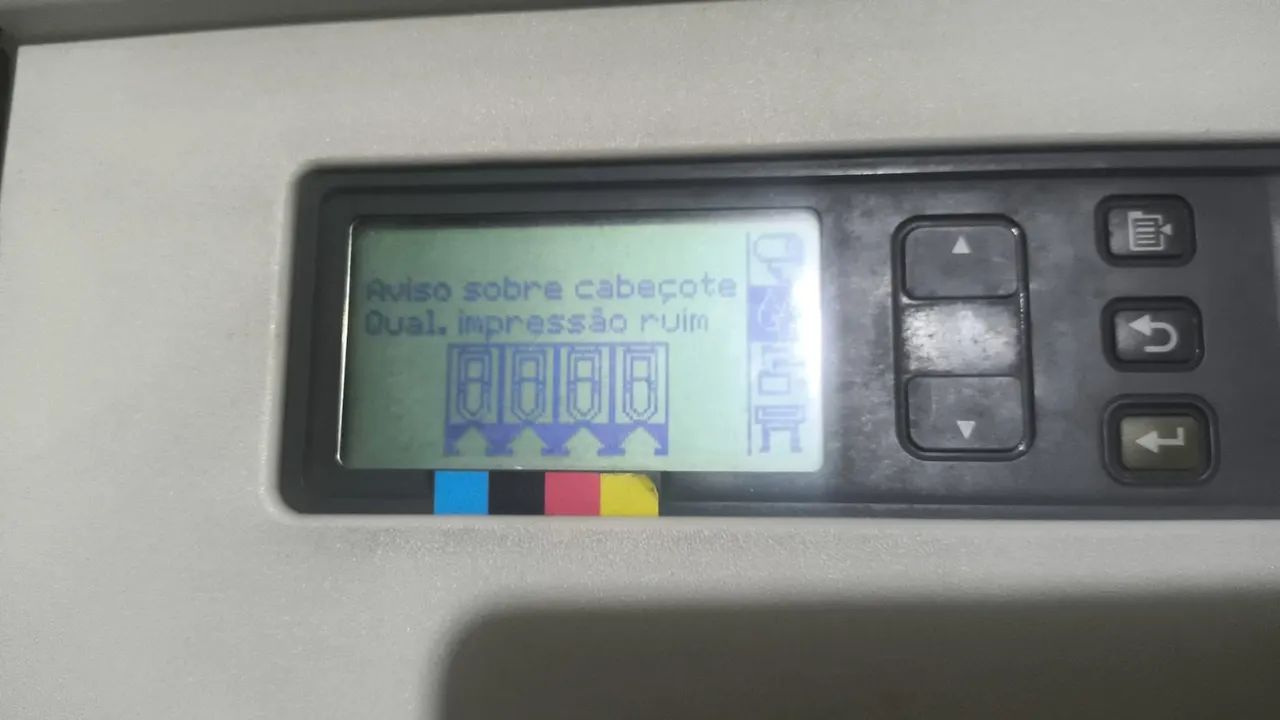 Aviso sobre cabeçote
Qual. impressão ruim